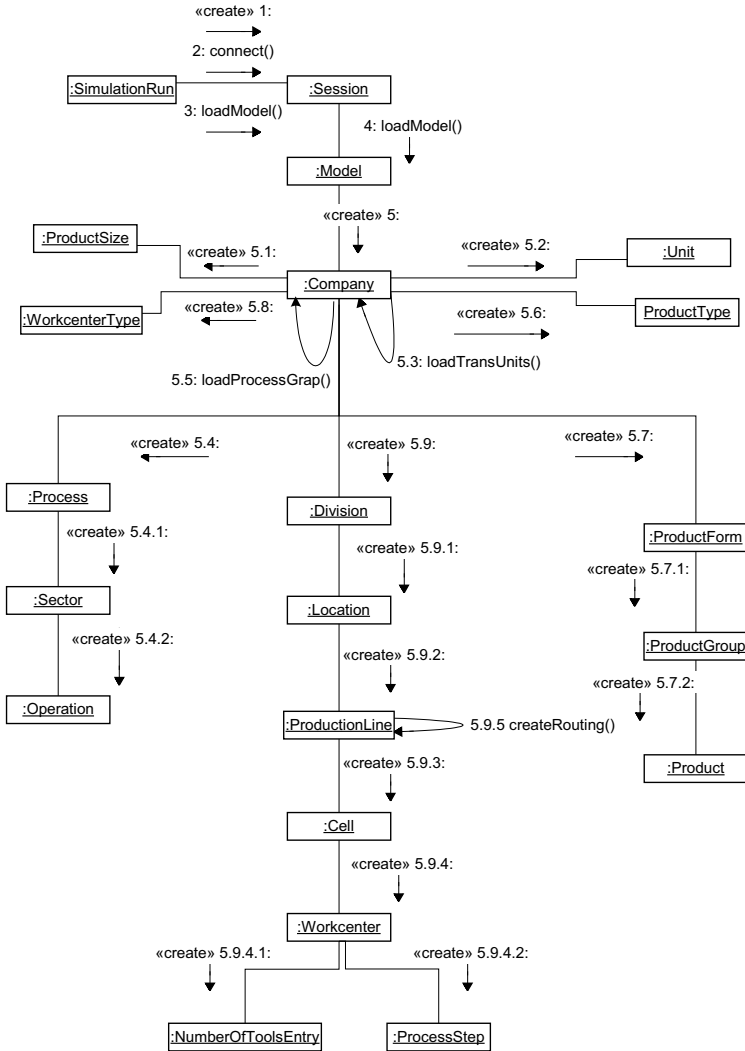 «create» 1:
2: connect()
:SimulationRun
:Session
3: loadModel()
4: loadModel()
:Model
«create» 5:
:ProductSize
«create» 5.1:
«create» 5.2:
:Unit
:Company
:WorkcenterType
«create» 5.8:
«create» 5.6:
ProductType
5.3: loadTransUnits()
5.5: loadProcessGrap()
«create» 5.4:
«create» 5.9:
«create» 5.7:
:Process
:Division
«create» 5.4.1:
:ProductForm
«create» 5.9.1:
«create» 5.7.1:
:Sector
:Location
«create» 5.4.2:
:ProductGroup
«create» 5.9.2:
«create» 5.7.2:
:Operation
:ProductionLine
5.9.5 createRouting()
«create» 5.9.3:
:Product
:Cell
«create» 5.9.4:
:Workcenter
«create» 5.9.4.1:
«create» 5.9.4.2:
:NumberOfToolsEntry
:ProcessStep